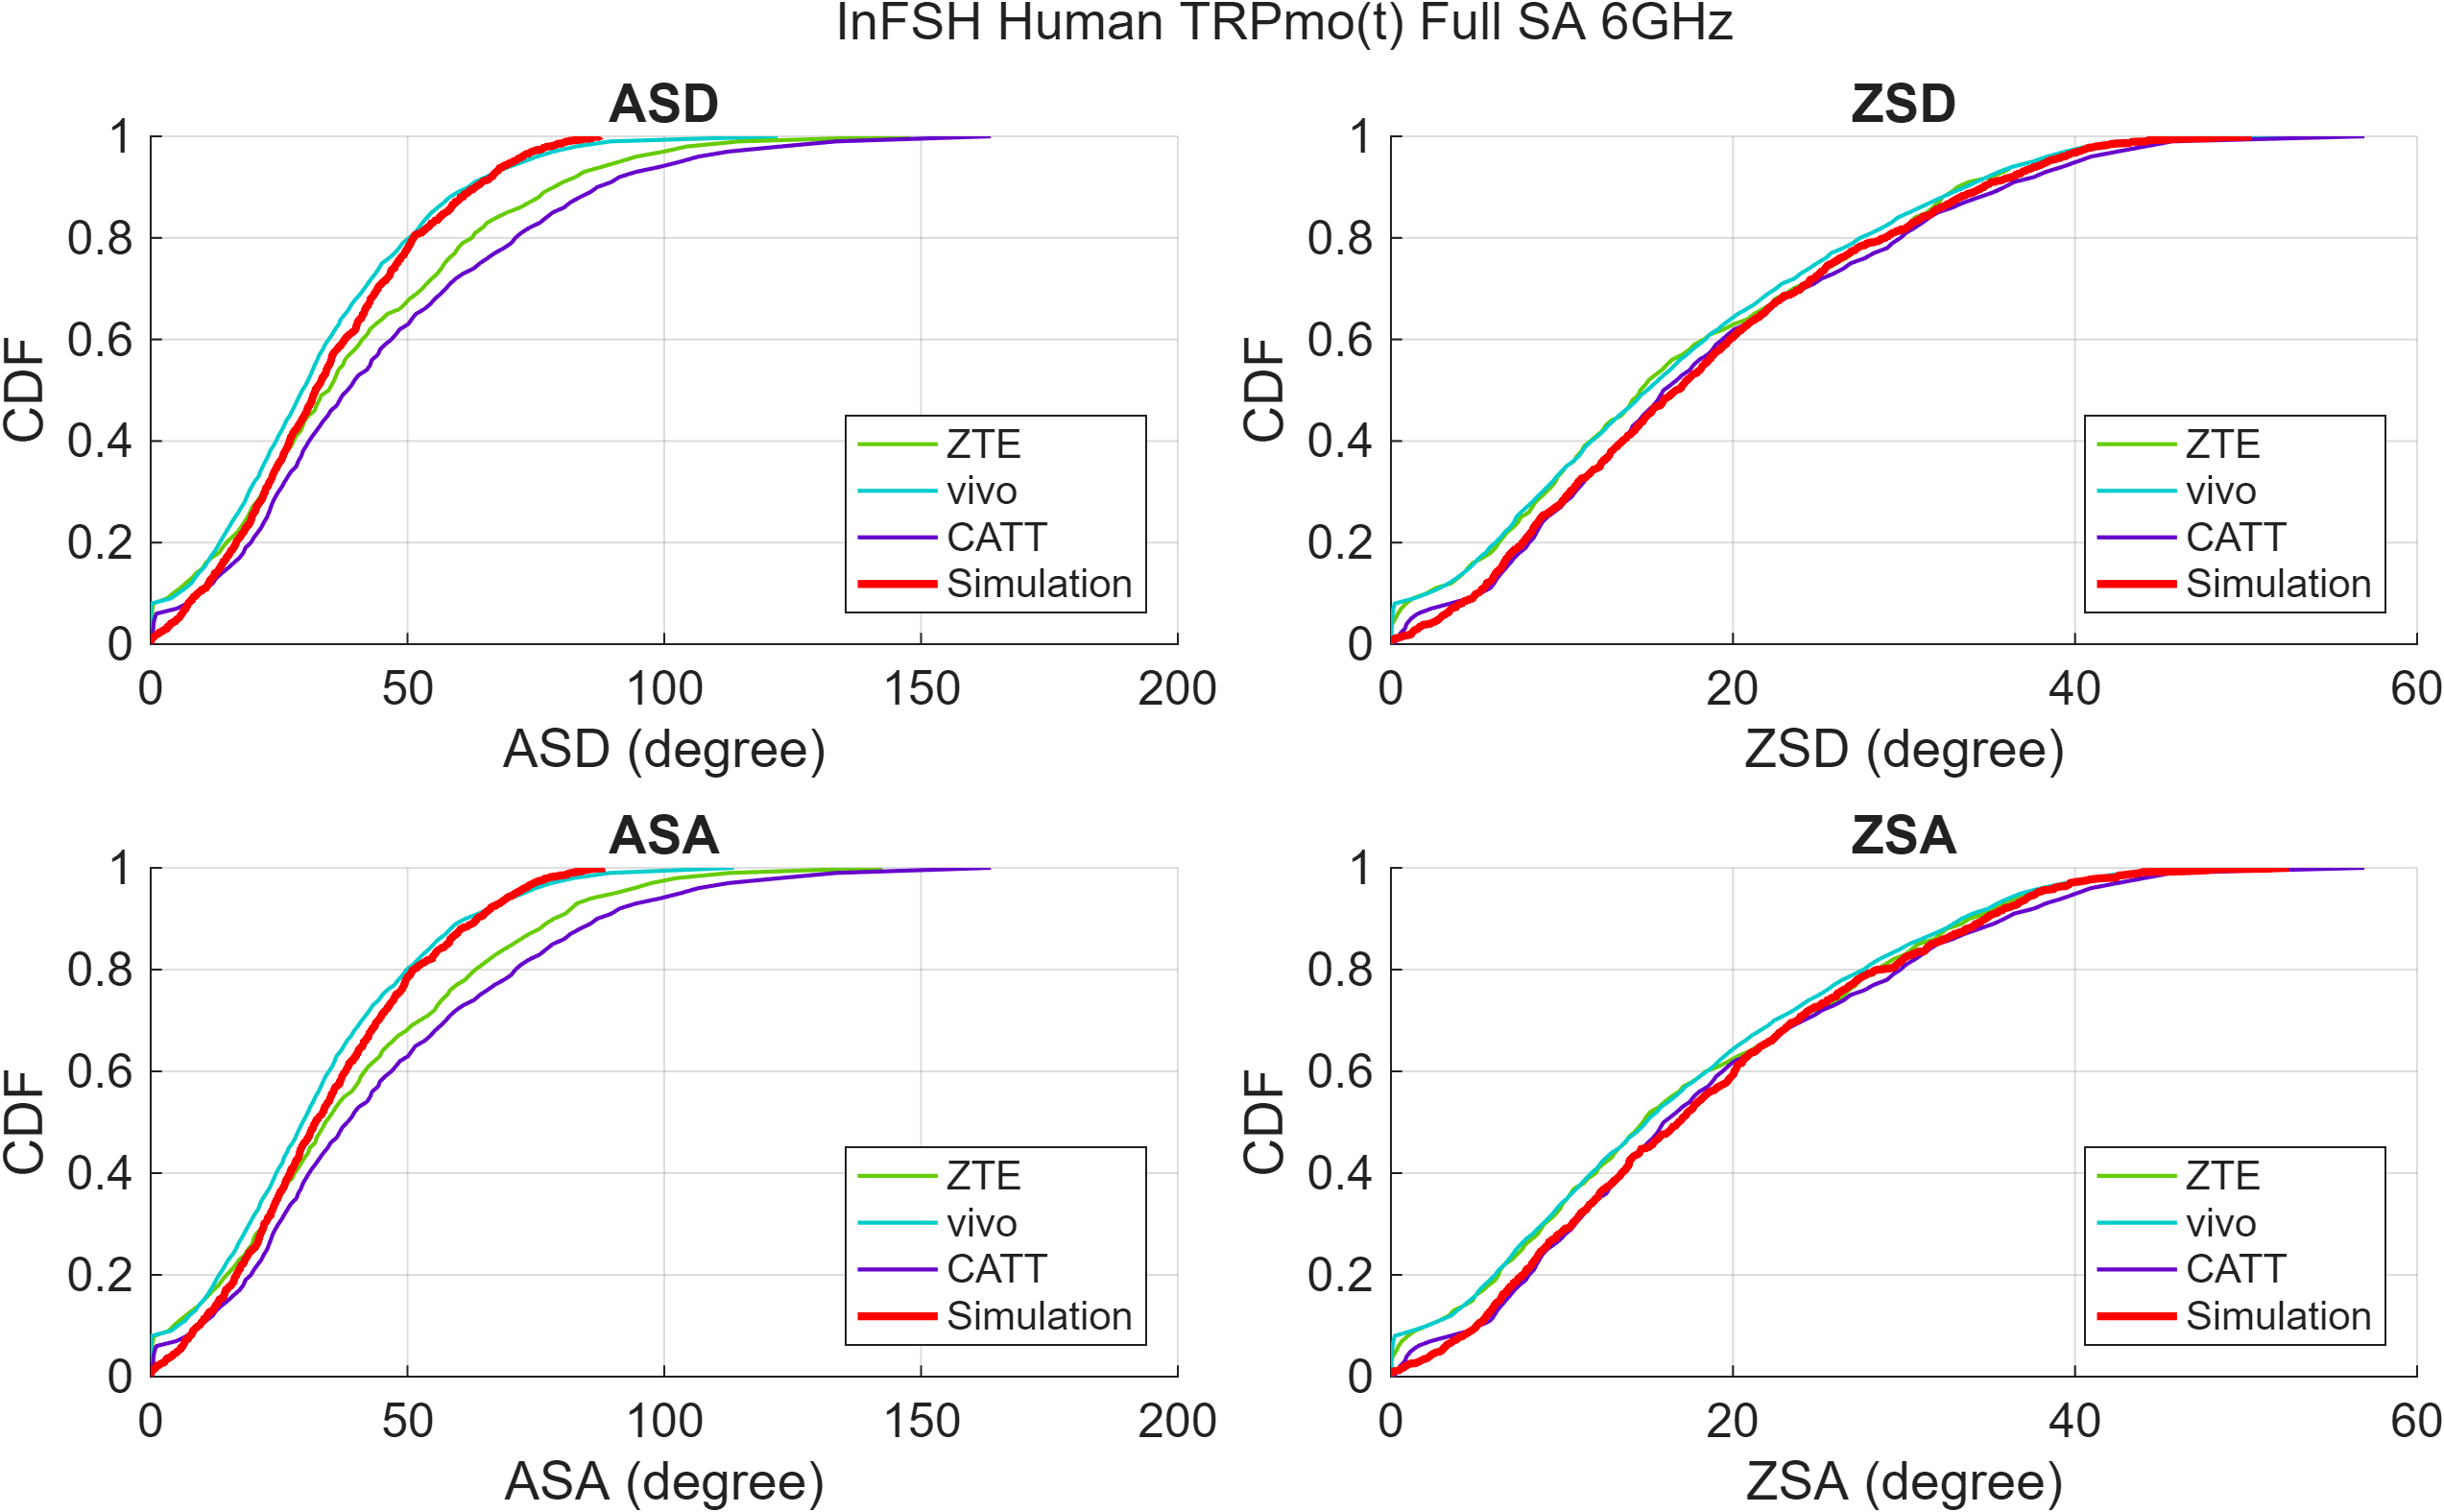 InFSH Human TRPmo(t) Full SA 6GHz
ASD
CDF
1
0.8
0.6
0.4
0.2
0
0 50 100 150 200
ASD (degree)
ZTE
vivo
CATT
Simulation
ZSD
CDF
1
0.8
0.6
0.4
0.2
0
0 20 40 60
ZSD (degree)
ZTE
vivo
CATT
Simulation
ASA
CDF
1
0.8
0.6
0.4
0.2
0
0 50 100 150 200
ASA (degree)
ZTE
vivo
CATT
Simulation
ZSA
CDF
1
0.8
0.6
0.4
0.2
0
0 20 40 60
ZSA (degree)
ZTE
vivo
CATT
Simulation